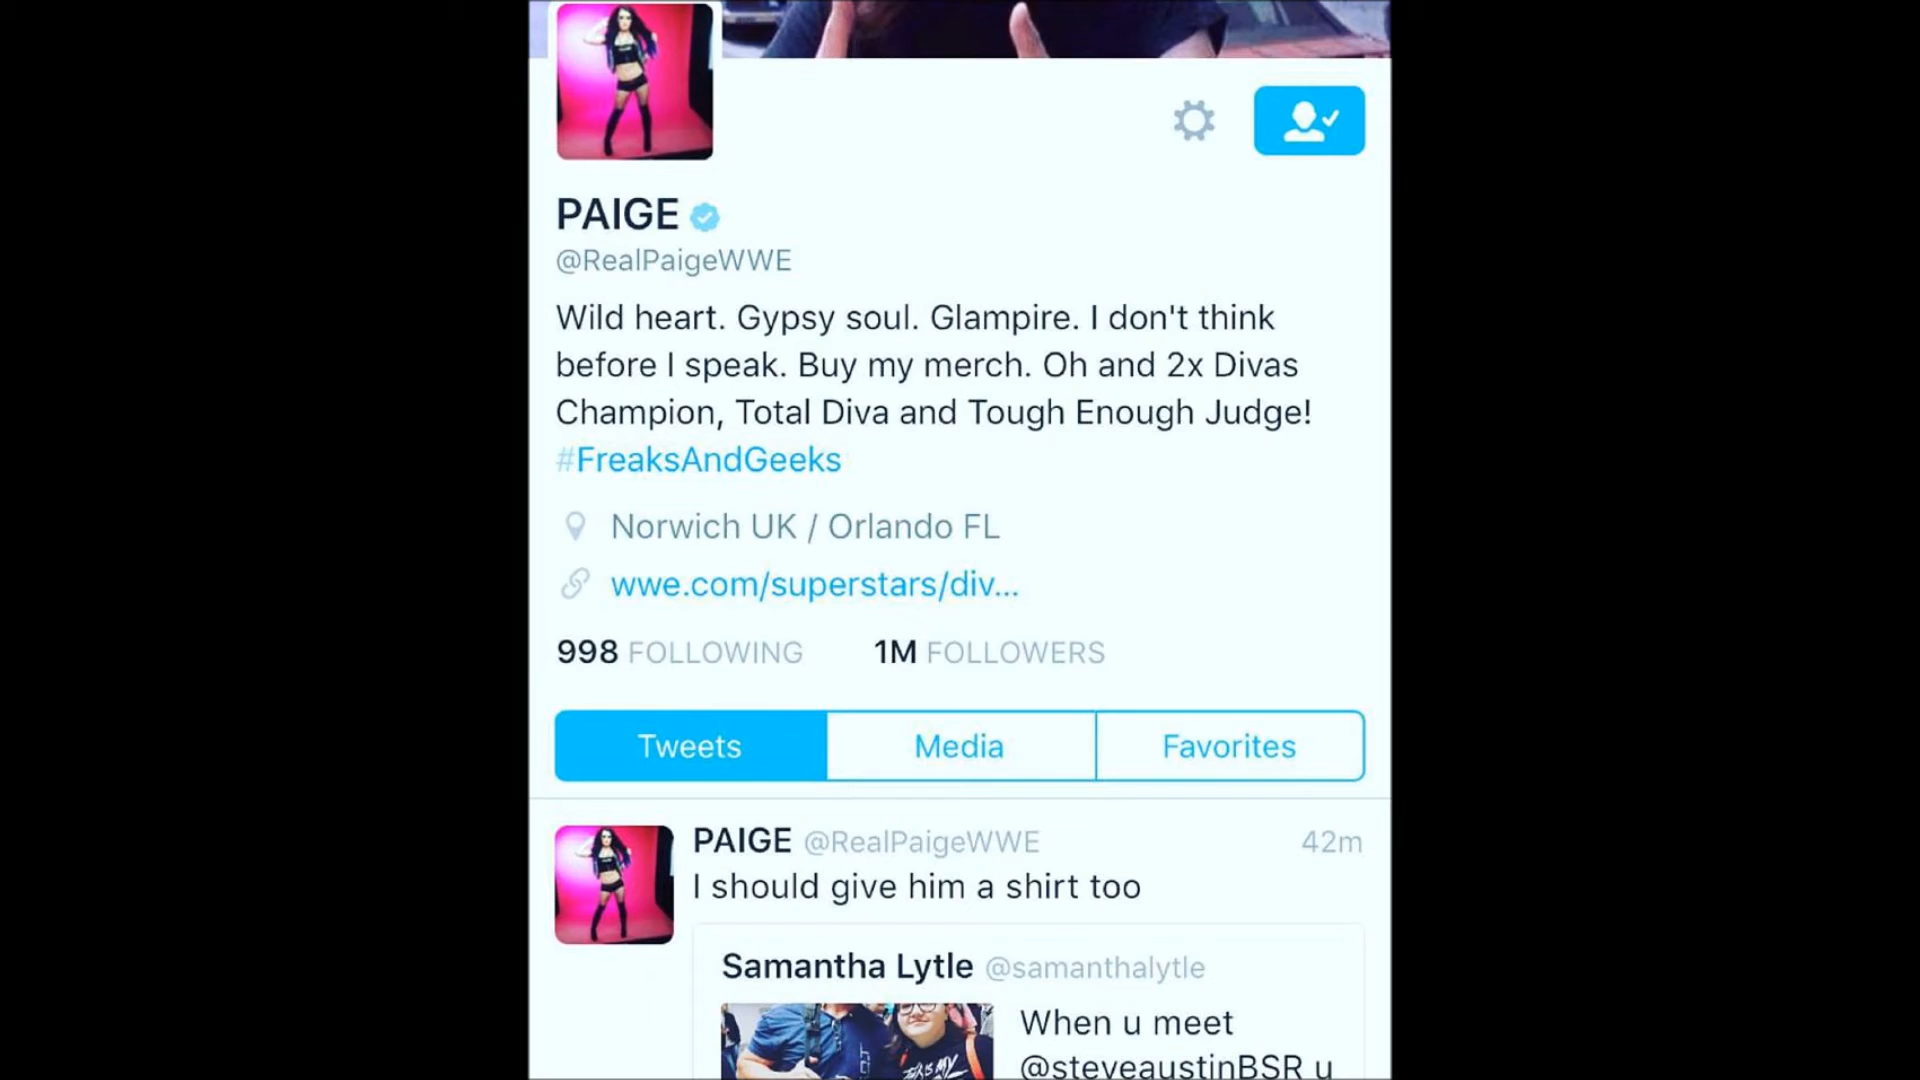 PAIGE
@RealPaigeWWE
Wild heart. Gypsy soul. Glampire. I don't think
before I speak. Buy my merch. Oh and 2x Divas
Champion, Total Diva and Tough Enough Judge!
#FreaksAndGeeks
Norwich UK / Orlando FL
wwe.com/superstars/div...
998 FOLLOWING 1M FOLLOWERS
Tweets Media Favorites
PAIGE @RealPaigeWWE 42m
I should give him a shirt too
Samantha Lytle @samanthalytle
When u meet
@steveaustinBSR u